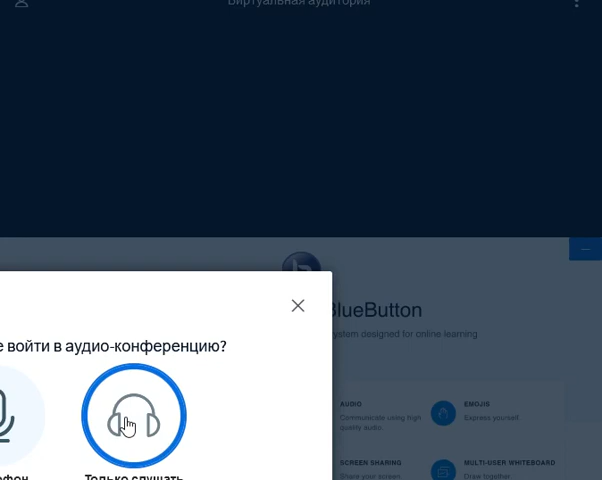 Виртуальная аудитория
BlueButton
system designed for online learning
е войти в аудио-конференцию?
AUDIO
Communicate using high
quality audio.
EMOJIS
Express yourself.
Только слушать
SCREEN SHARING
Share your screen.
MULTI-USER WHITEBOARD
Draw together.